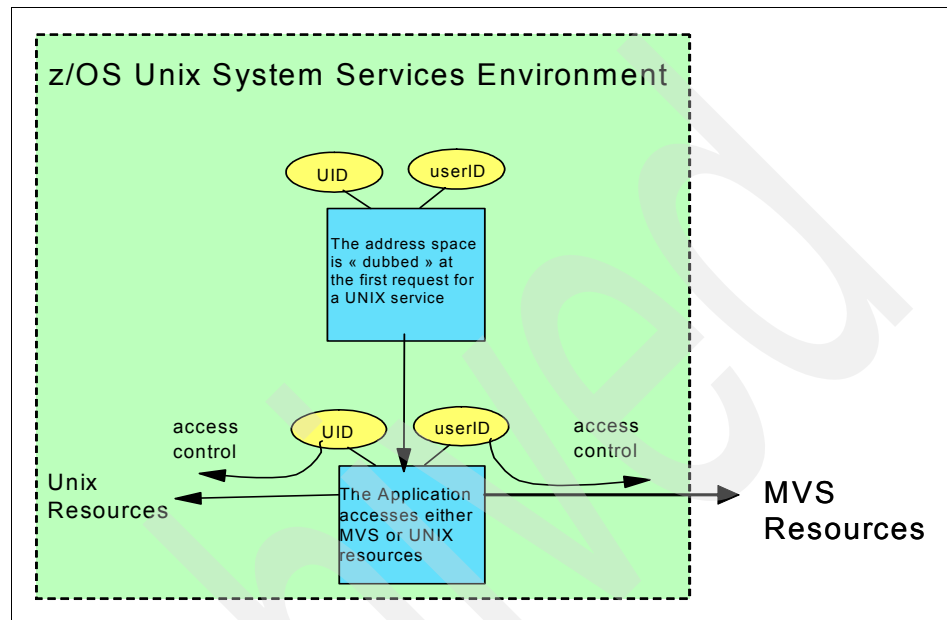 z/OS Unix System Services Environment
UID
userID
The address space
is « dubbed » at
the first request for
a UNIX service
access
control
UID
userID
access
control
Unix
Resources
The Application
accesses either
MVS or UNIX
resources
MVS
Resources